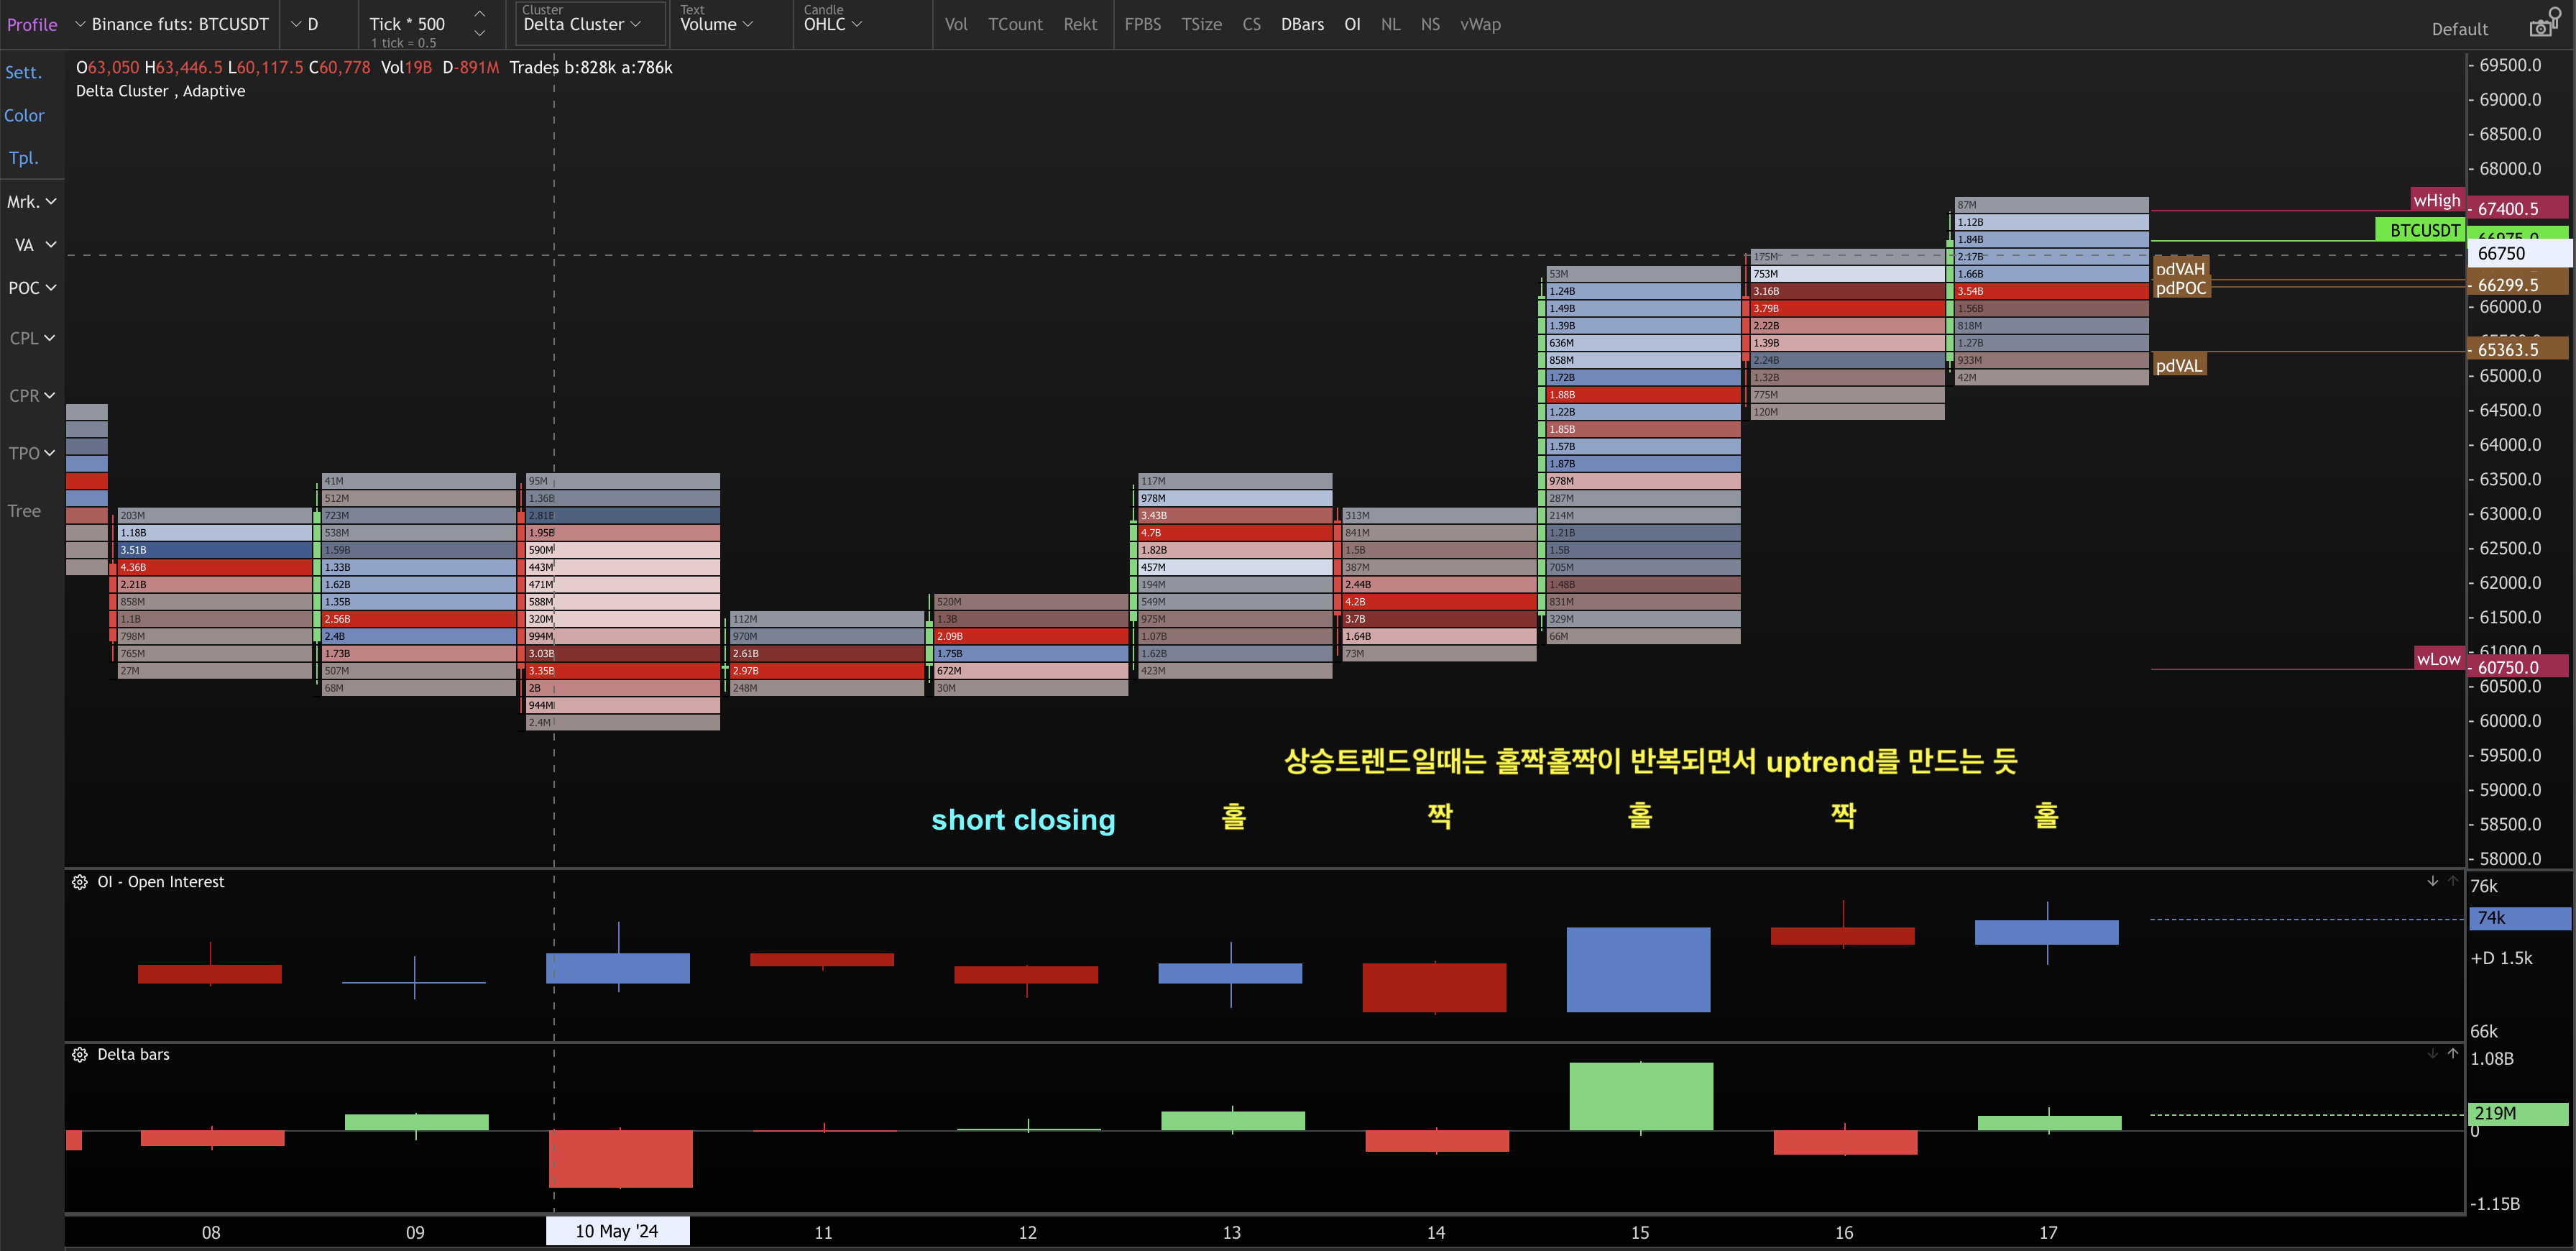 Profile
Binance futs: BTCUSDT
D
Tick * 500
1 tick = 0.5
Cluster
Delta Cluster
Text
Volume
Candle
OHLC
Vol TCount Rekt FPBS TSize CS DBars OI NL NS vWap
Default
Sett.
Color
Tpl.
Mrk.
VA
POC
CPL
CPR
TPO
Tree
O63,050 H63,446.5 L60,117.5 C60,778 Vol19B D-891M Trades b:828k a:786k
Delta Cluster , Adaptive
203M
1.18B
3.51B
4.36B
2.21B
858M
1.1B
798M
765M
27M
41M
512M
723M
538M
1.59B
1.33B
1.62B
1.35B
2.56B
2.4B
1.73B
507M
68M
95M
1.36B
2.81B
1.95B
590M
443M
471M
588M
320M
994M
3.03B
3.35B
2B
944M
2.4M
112M
970M
2.61B
2.97B
248M
520M
1.3B
2.09B
1.75B
672M
30M
117M
978M
3.43B
4.7B
1.82B
457M
194M
549M
975M
1.07B
1.62B
423M
313M
841M
1.5B
387M
2.44B
4.2B
3.7B
1.64B
73M
53M
1.24B
1.49B
1.39B
636M
858M
1.72B
1.88B
1.22B
1.85B
1.57B
1.87B
978M
287M
214M
1.21B
1.5B
705M
1.48B
831M
329M
66M
175M
753M
3.16B
3.79B
2.22B
1.39B
2.24B
1.32B
775M
120M
87M
1.12B
1.84B
2.17B
1.66B
3.54B
1.56B
818M
1.27B
933M
42M
pdVAH
pdPOC
pdVAL
wHigh
BTCUSDT
wLow
69500.0
69000.0
68500.0
68000.0
67400.5
66975.0
66750
66299.5
66000.0
65363.5
65000.0
64500.0
64000.0
63500.0
63000.0
62500.0
62000.0
61500.0
61000.0
60750.0
60500.0
60000.0
59500.0
59000.0
58500.0
58000.0
상승트렌드일때는 홀짝홀짝이 반복되면서 uptrend를 만드는 듯
short closing 홀 짝 홀 짝 홀
OI - Open Interest
76k
74k
+D 1.5k
66k
Delta bars
1.08B
219M
0
-1.15B
08 09 10 May '24 11 12 13 14 15 16 17